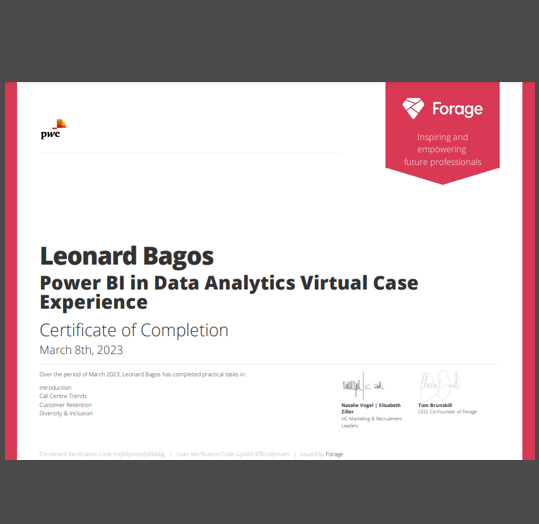 pwc
Forage
Inspiring and
empowering
future professionals
Leonard Bagos
Power BI in Data Analytics Virtual Case
Experience
Certificate of Completion
March 8th, 2023
Over the period of March 2023, Leonard Bagos has completed practical tasks in:
Introduction
Call Centre Trends
Customer Retention
Diversity & Inclusion
Natalie Vogel | Elisabeth
Ziller
HC Marketing & Recruitment
Leaders
Tom Brunskill
CEO, Co-Founder of Forage
Enrolment Verification Code | User Verification Code | Issued by Forage